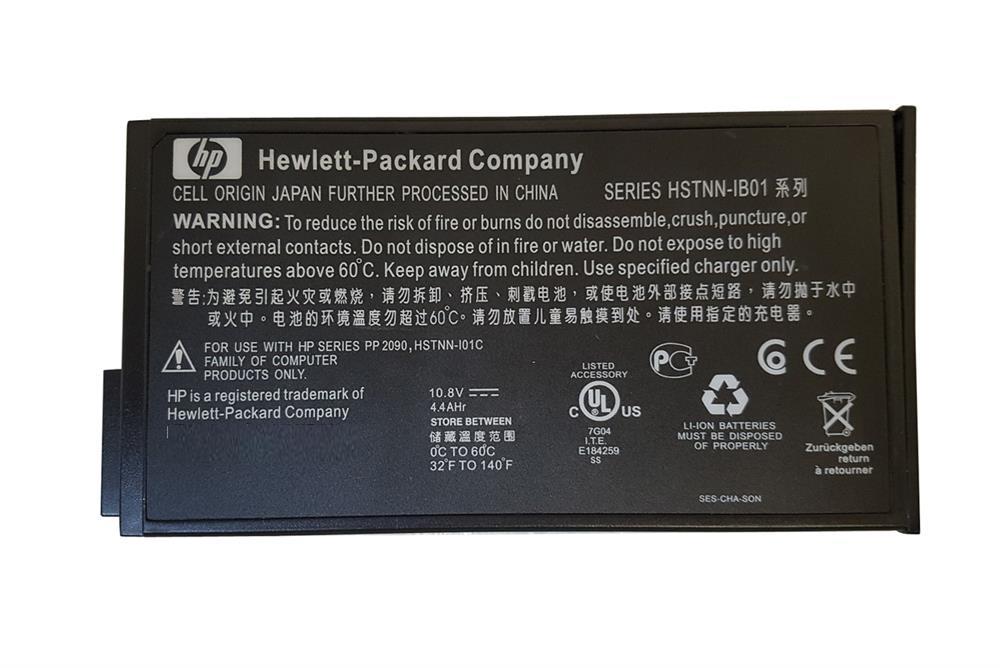 hp Hewlett-Packard Company
CELL ORIGIN JAPAN FURTHER PROCESSED IN CHINA SERIES HSTNN-IB01 系列
WARNING: To reduce the risk of fire or burns do not disassemble,crush,puncture,or
short external contacts. Do not dispose of in fire or water. Do not expose to high
temperatures above 60°C. Keep away from children. Use specified charger only.
警告:为避免引起火灾或燃烧，请勿拆卸、挤压、刺戳电池，或使电池外部接点短路，请勿抛于水中
或火中。电池的环境温度勿超过60°C。请勿放置儿童易触摸到处。请使用指定的充电器。
FOR USE WITH HP SERIES PP2090,HSTNN-I01C
FAMILY OF COMPUTER
PRODUCTS ONLY.
HP is a registered trademark of
Hewlett-Packard Company
10.8V
4.4AHr
STORE BETWEEN
储藏溫度范围
0°C TO 60°C
32°F TO 140°F
LISTED
ACCESSORY
C UL US
7G04
I.T.E.
E184259
SS
LI-ION BATTERIES
MUST BE DISPOSED
OF PROPERLY
CE
Zurückgeben
return
à retourner
SES-CHA-SON